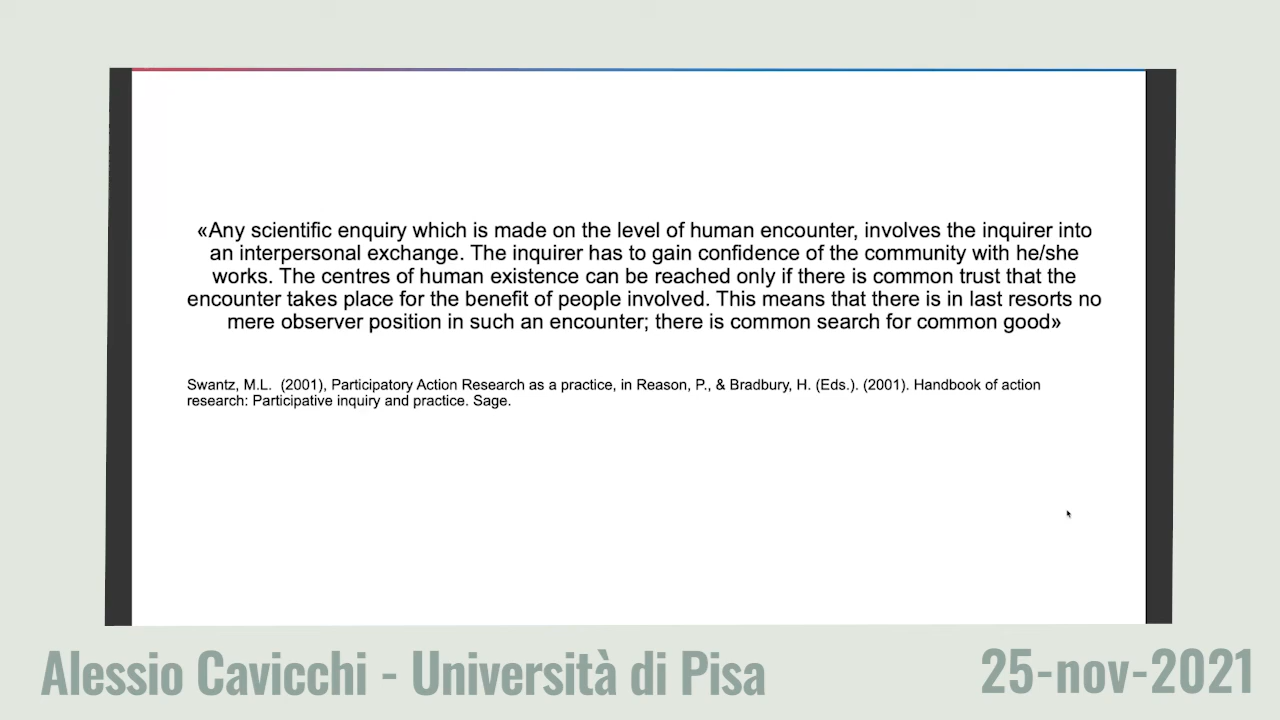 «Any scientific enquiry which is made on the level of human encounter, involves the inquirer into
an interpersonal exchange. The inquirer has to gain confidence of the community with he/she
works. The centres of human existence can be reached only if there is common trust that the
encounter takes place for the benefit of people involved. This means that there is in last resorts no
mere observer position in such an encounter; there is common search for common good»
Swantz, M.L. (2001), Participatory Action Research as a practice, in Reason, P., & Bradbury, H. (Eds.). (2001). Handbook of action
research: Participative inquiry and practice. Sage.
Alessio Cavicchi - Università di Pisa
25-nov-2021